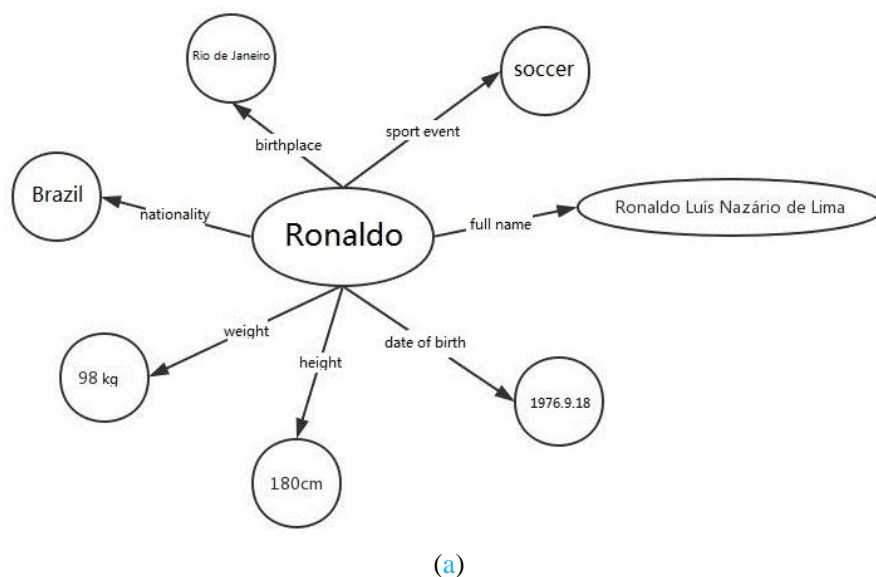 Rio de Janeiro
soccer
birthplace
sport event
Brazil
nationality
Ronaldo
full name
Ronaldo Luís Nazário de Lima
weight
height
date of birth
98 kg
180cm
1976.9.18
(a)